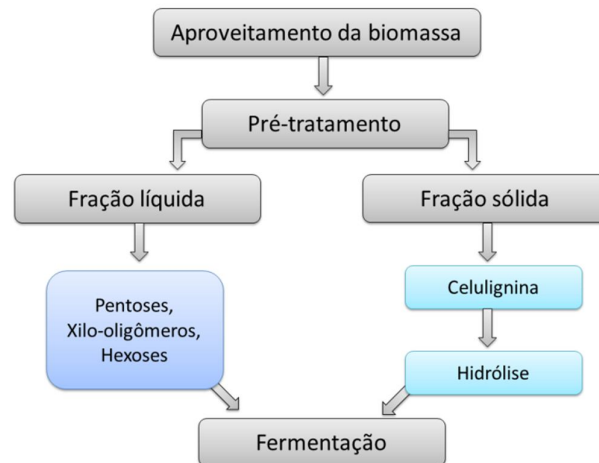 Aproveitamento da biomassa
Pré-tratamento
Fração líquida
Fração sólida
Pentoses,
Xilo-oligômeros,
Hexoses
Celulignina
Hidrólise
Fermentação